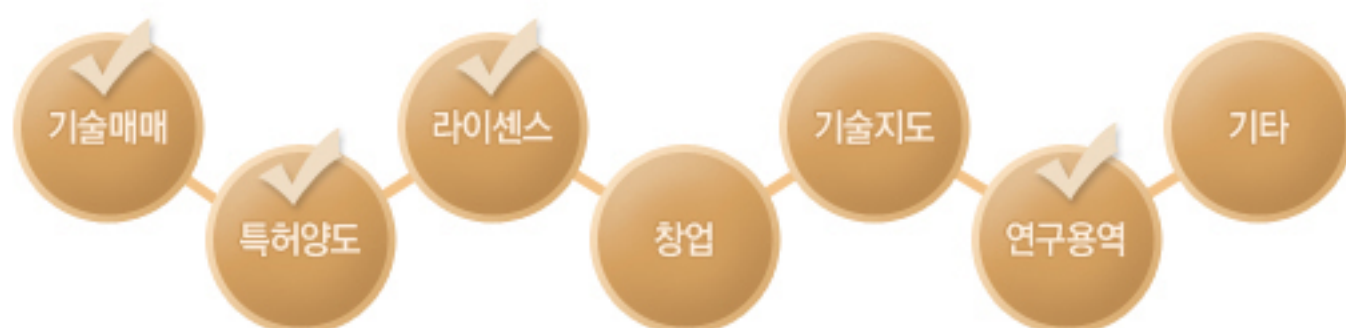 기술매매
특허양도
라이센스
창업
기술지도
연구용역
기타